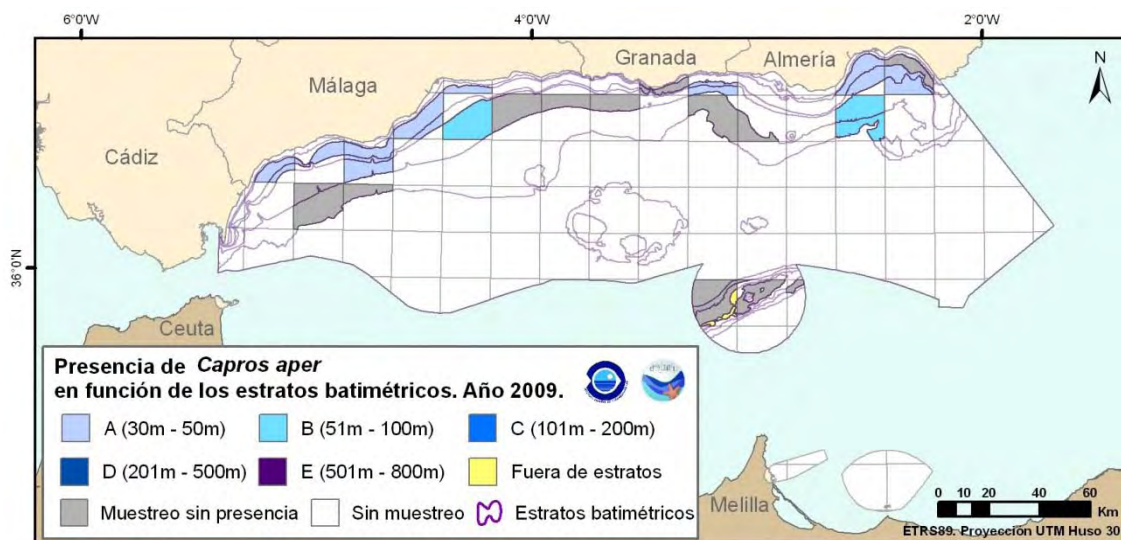 6°0'W 4°0'W 2°0'W
Granada Almería
N
Málaga
Cádiz
36°0'N
Ceuta
Presencia de Capros aper
en función de los estratos batimétricos. Año 2009.
A (30m - 50m) B (51m - 100m) C (101m - 200m)
D (201m - 500m) E (501m - 800m) Fuera de estratos
Muestreo sin presencia Sin muestreo Estratos batimétricos
Melilla
0 10 20 40 60
Km
ETRS89. Proyección UTM Huso 30